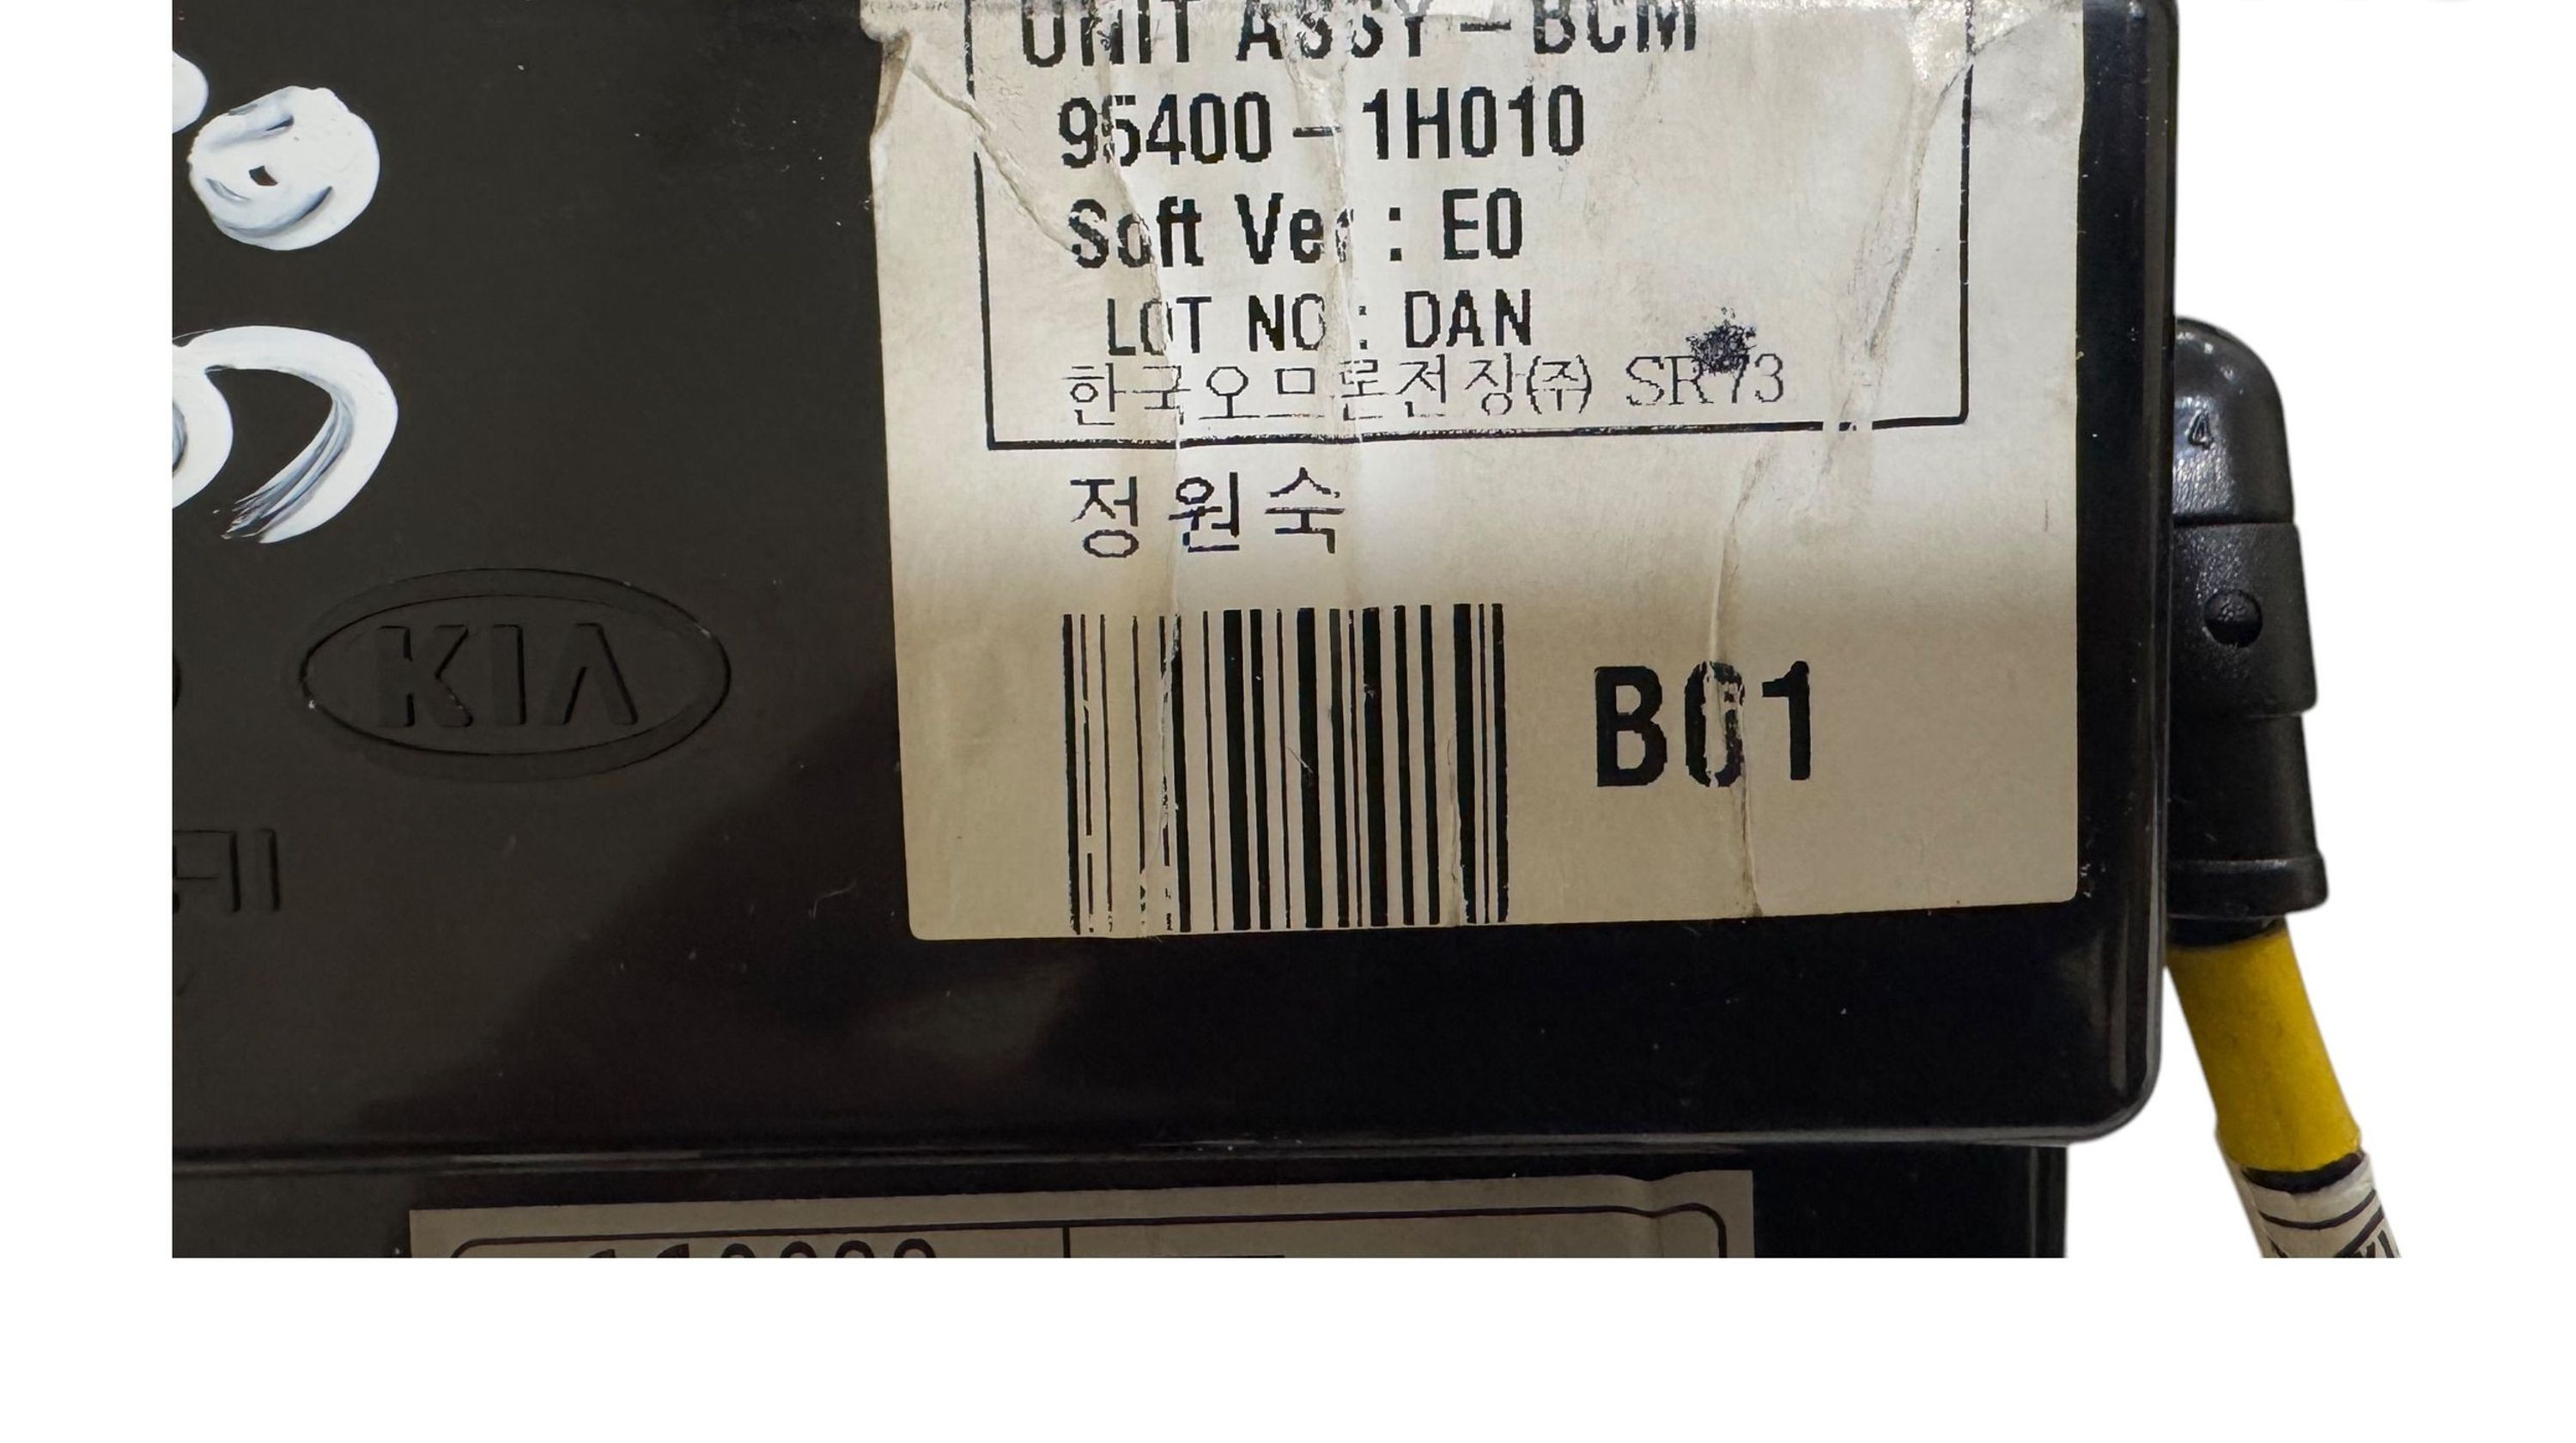 UNIT ASSY-BCM
95400-1H010
Soft Ver : E0
LOT NO : DAN
한국오므론전장㈜ SR73
정원숙
KIA
B01
4